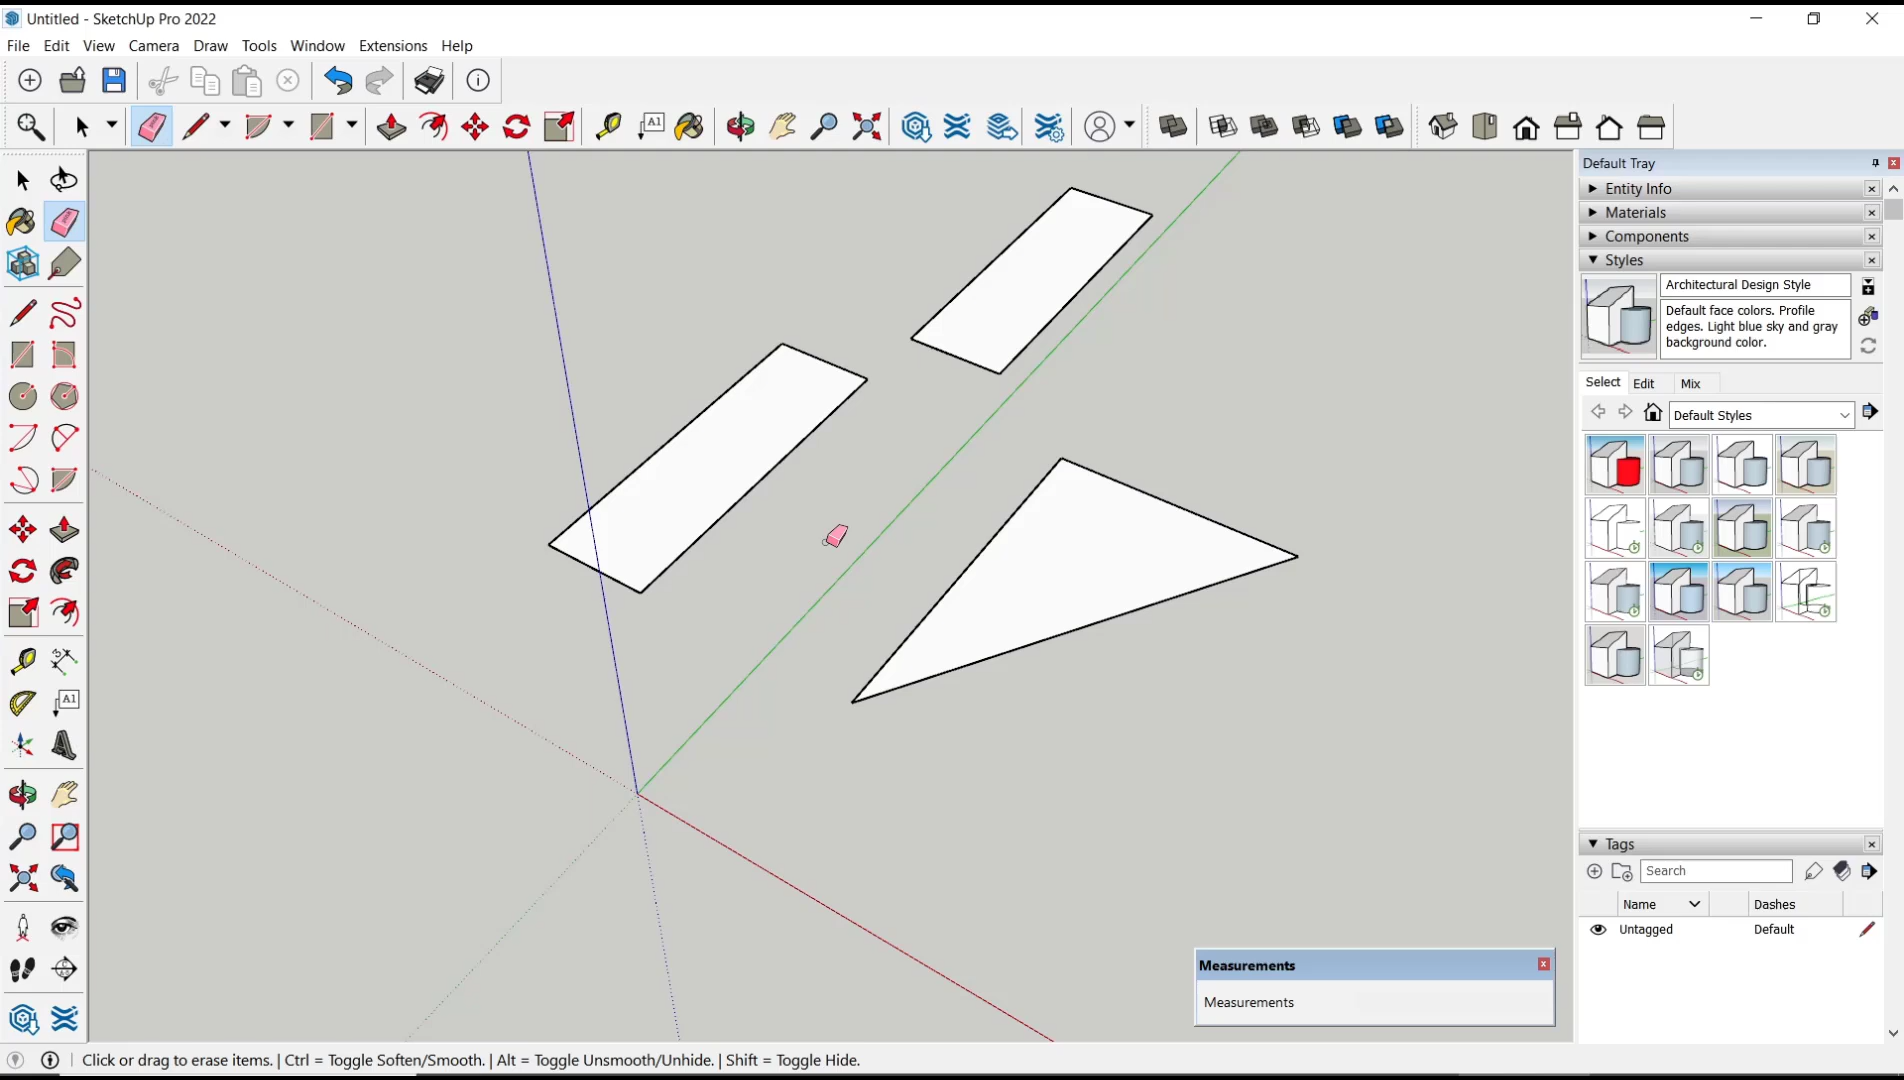 Untitled - SketchUp Pro 2022
File Edit View Camera Draw Tools Window Extensions Help
A1
Default Tray
Entity Info
Materials
Components
Styles
Architectural Design Style
Default face colors. Profile
edges. Light blue sky and gray
background color.
Select Edit Mix
Default Styles
A1
Tags
Search
Name Dashes
Untagged Default
Measurements
Measurements
Click or drag to erase items. | Ctrl = Toggle Soften/Smooth. | Alt = Toggle Unsmooth/Unhide. | Shift = Toggle Hide.